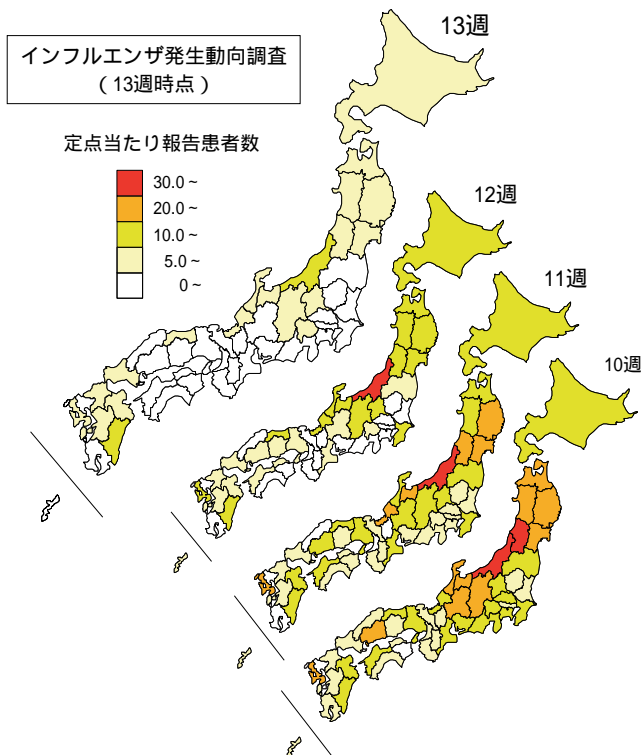 インフルエンザ発生動向調査
（13週時点）
定点当たり報告患者数
30.0～
20.0～
10.0～
5.0～
0～
13週
12週
11週
10週